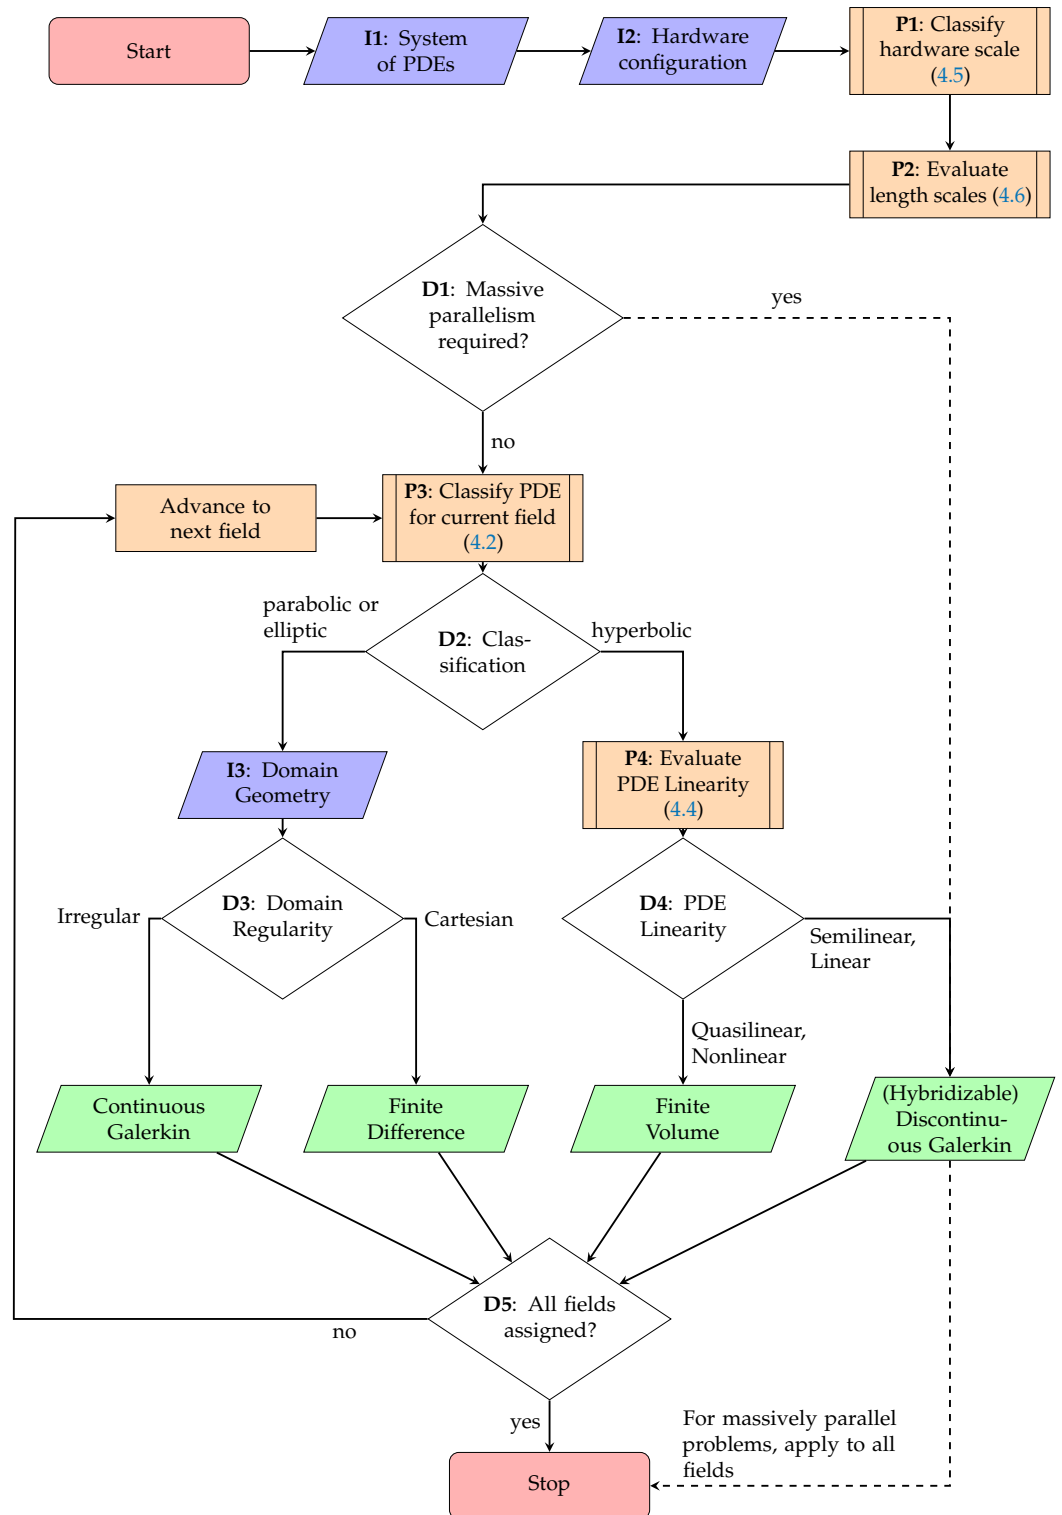 Start
I1: System
of PDEs
I2: Hardware
configuration
P1: Classify
hardware scale
(4.5)
P2: Evaluate
length scales (4.6)
D1: Massive
parallelism
required?
yes
no
Advance to
next field
P3: Classify PDE
for current field
(4.2)
parabolic or
elliptic
D2: Clas-
sification
hyperbolic
I3: Domain
Geometry
P4: Evaluate
PDE Linearity
(4.4)
Irregular
D3: Domain
Regularity
Cartesian
D4: PDE
Linearity
Semilinear,
Linear
Quasilinear,
Nonlinear
Continuous
Galerkin
Finite
Difference
Finite
Volume
(Hybridizable)
Discontinu-
ous Galerkin
D5: All fields
assigned?
no
yes
For massively parallel
problems, apply to all
fields
Stop